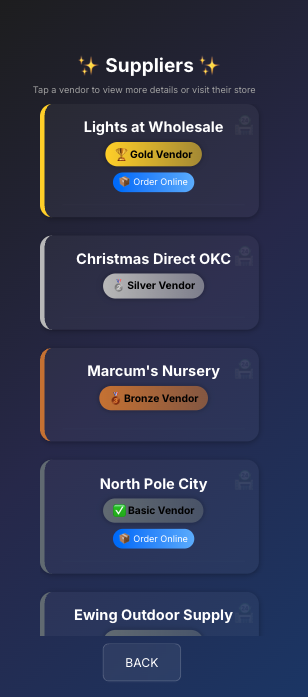 ✨ Suppliers ✨
Tap a vendor to view more details or visit their store
Lights at Wholesale
🏆 Gold Vendor
📦 Order Online
Christmas Direct OKC
🥈 Silver Vendor
Marcum's Nursery
🥉 Bronze Vendor
North Pole City
✅ Basic Vendor
📦 Order Online
Ewing Outdoor Supply
BACK